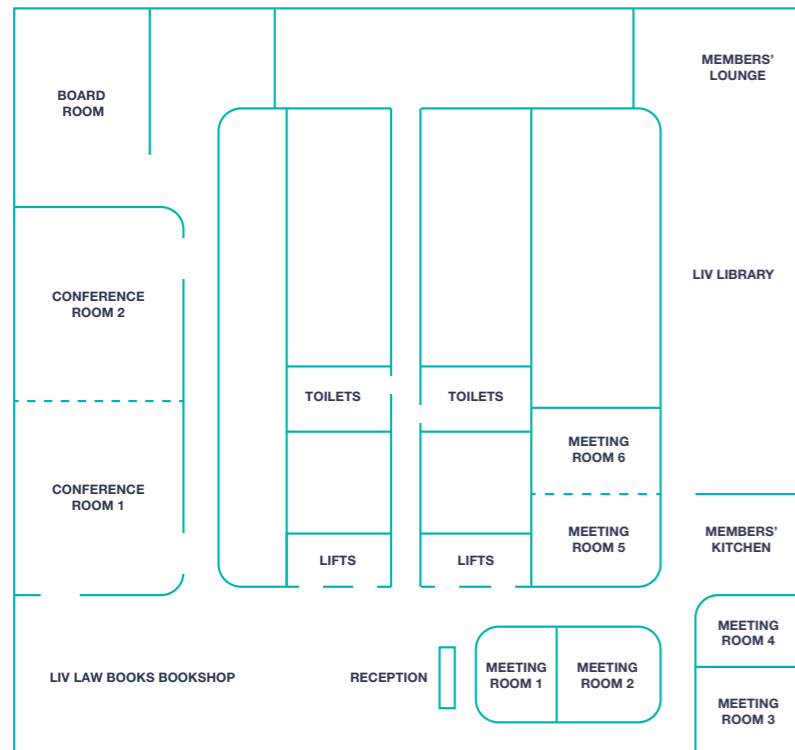 MEMBERS'
LOUNGE
BOARD
ROOM
LIV LIBRARY
CONFERENCE
ROOM 2
TOILETS
TOILETS
MEETING
ROOM 6
CONFERENCE
ROOM 1
MEETING
ROOM 5
MEMBERS'
KITCHEN
LIFTS
LIFTS
MEETING
ROOM 4
LIV LAW BOOKS BOOKSHOP
RECEPTION
MEETING
ROOM 1
MEETING
ROOM 2
MEETING
ROOM 3